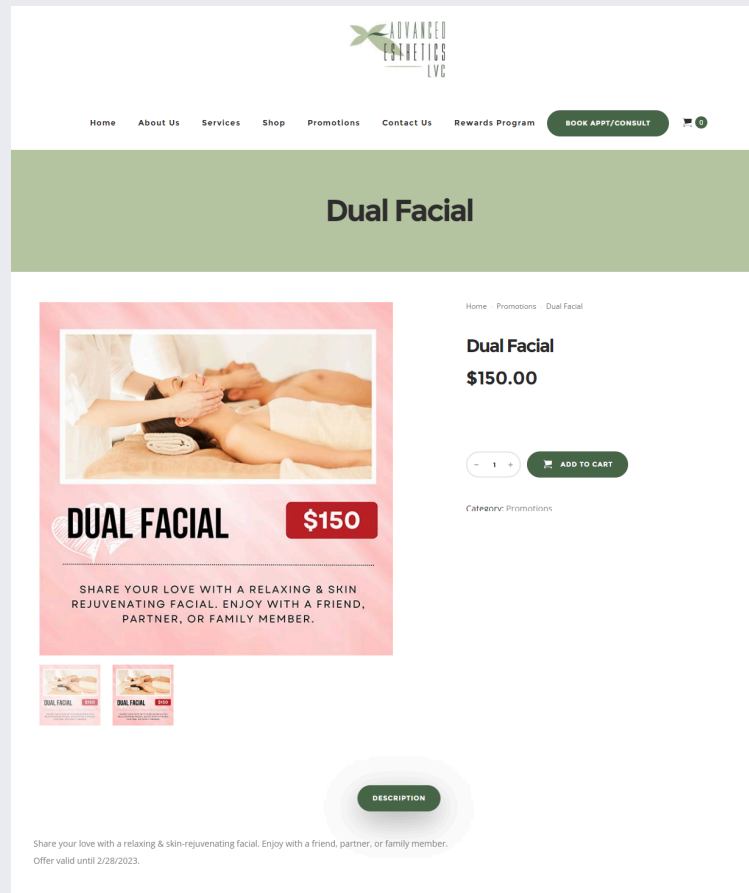 ADVANCED
ESTHETICS
LVC
Home About Us Services Shop Promotions Contact Us Rewards Program BOOK APPT/CONSULT 0
Dual Facial
Home · Promotions · Dual Facial
Dual Facial
$150.00
- 1 +
ADD TO CART
Category: Promotions
DUAL FACIAL $150
SHARE YOUR LOVE WITH A RELAXING & SKIN
REJUVENATING FACIAL. ENJOY WITH A FRIEND,
PARTNER, OR FAMILY MEMBER.
DUAL FACIAL $150
DUAL FACIAL $150
DESCRIPTION
Share your love with a relaxing & skin-rejuvenating facial. Enjoy with a friend, partner, or family member.
Offer valid until 2/28/2023.